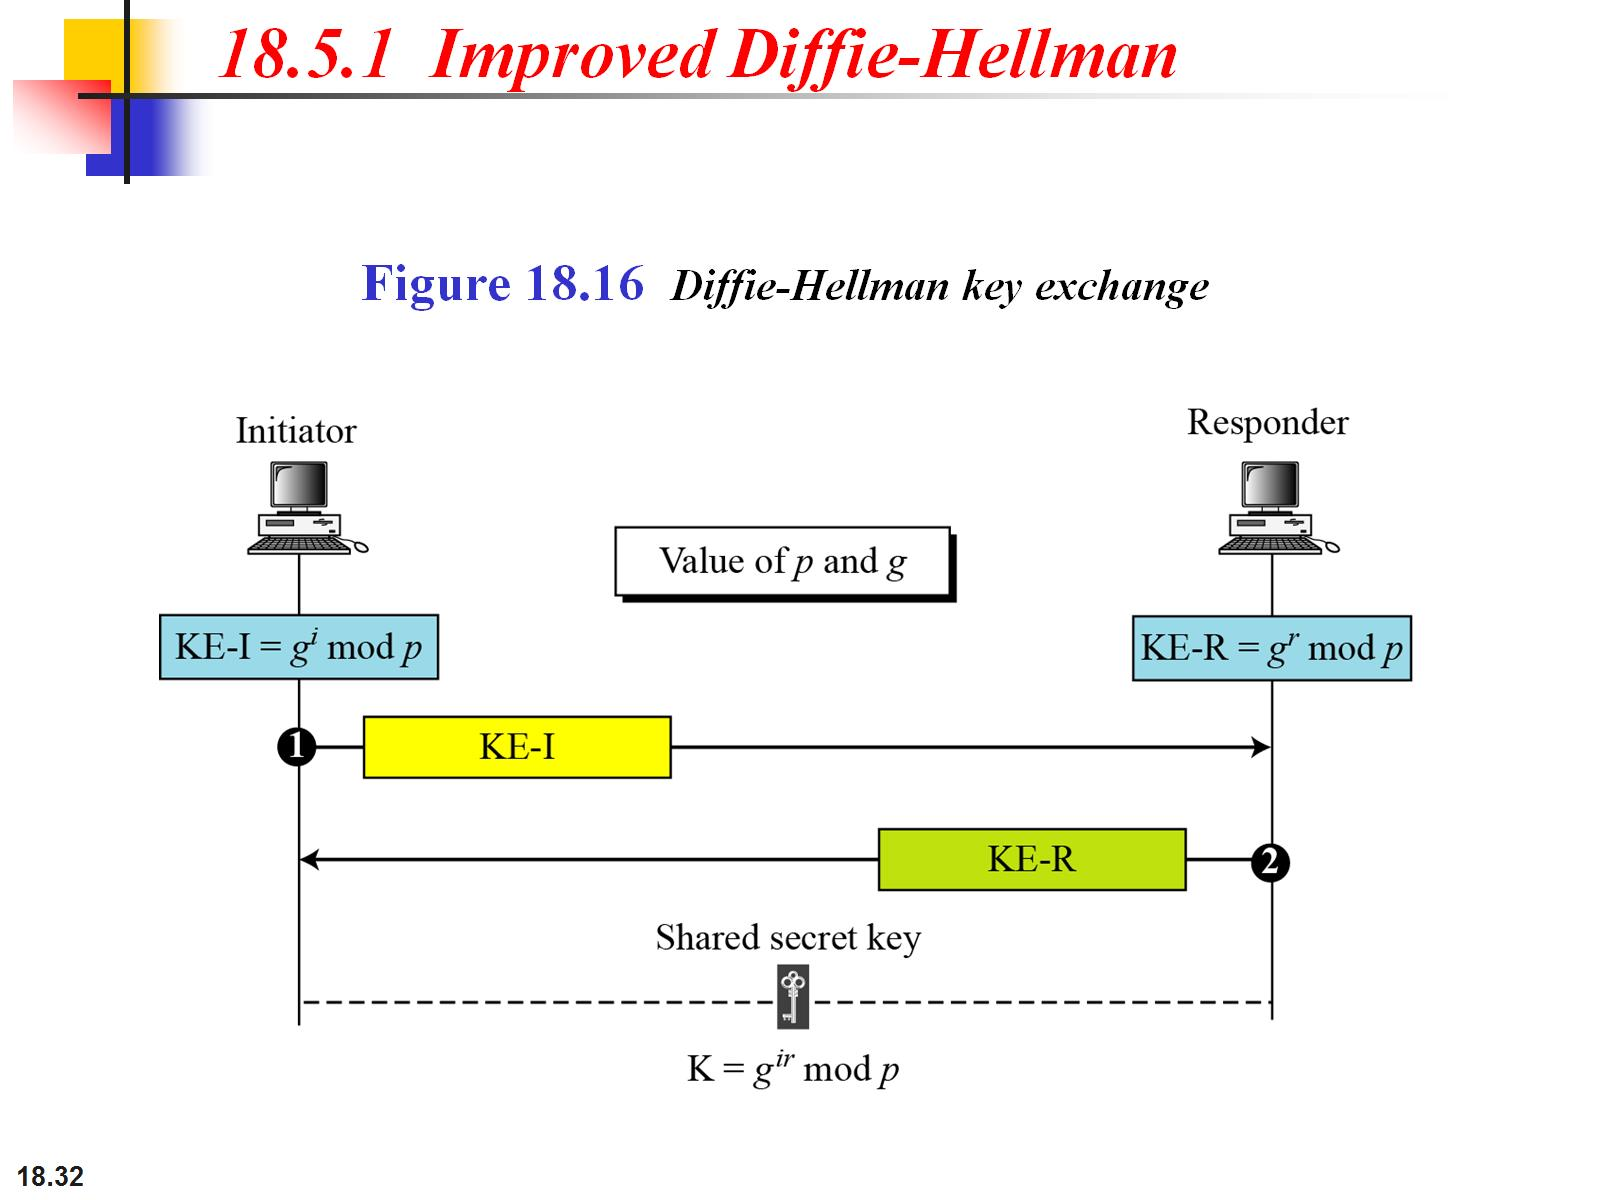 18.5.1 Improved Diffie-Hellman
Figure 18.16 Diffie-Hellman key exchange
Initiator
Responder
Value of p and g
KE-I = g^i mod p
KE-R = g^r mod p
1
KE-I
KE-R
2
Shared secret key
K = g^ir mod p
18.32